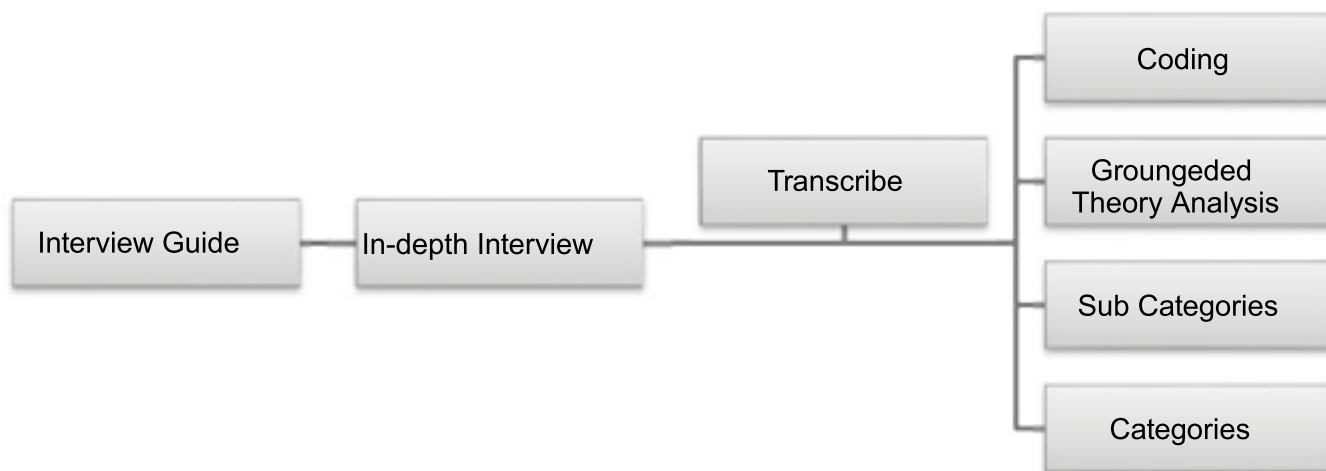 Interview Guide
In-depth Interview
Transcribe
Coding
Groungeded
Theory Analysis
Sub Categories
Categories